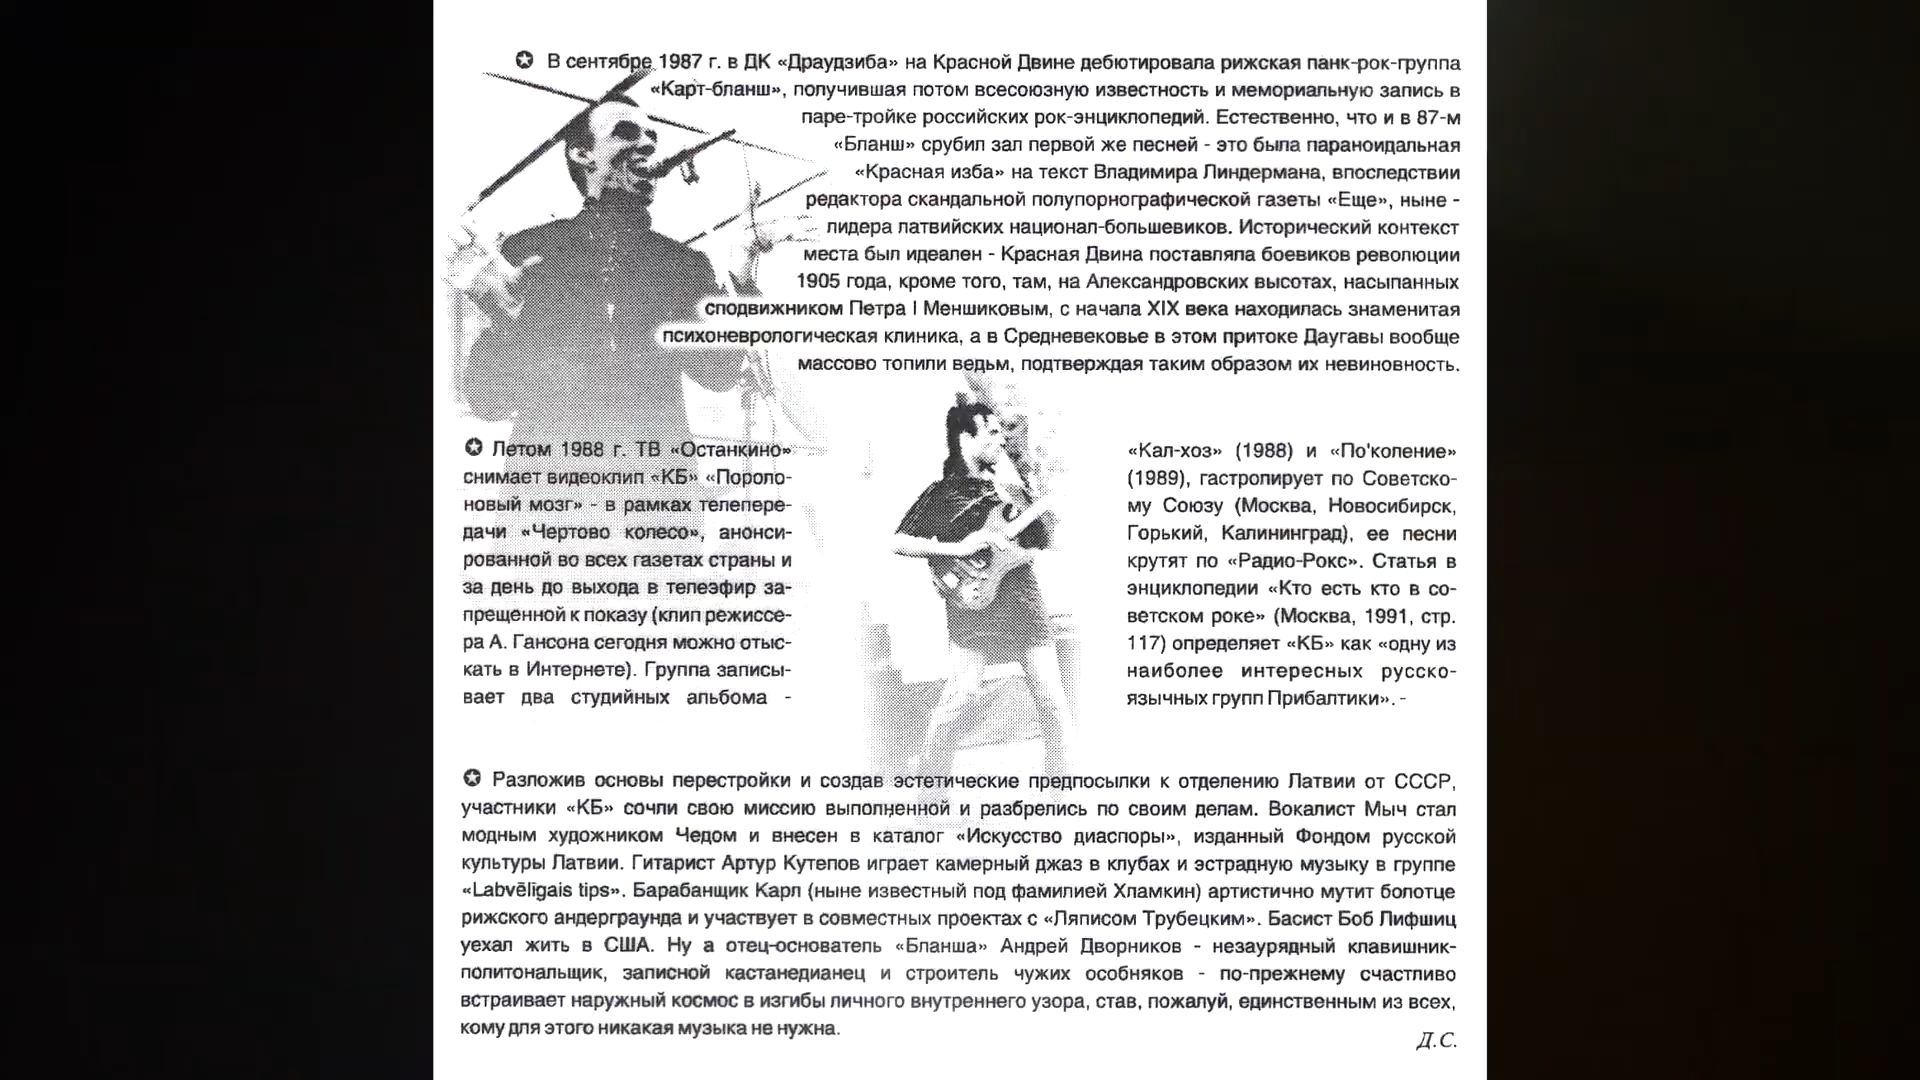 ✪ В сентябре 1987 г. в ДК «Драудзиба» на Красной Двине дебютировала рижская панк-рок-группа
«Карт-бланш», получившая потом всесоюзную известность и мемориальную запись в
паре-тройке российских рок-энциклопедий. Естественно, что и в 87-м
«Бланш» срубил зал первой же песней - это была параноидальная
«Красная изба» на текст Владимира Линдермана, впоследствии
редактора скандальной полупорнографической газеты «Еще», ныне -
лидера латвийских национал-большевиков. Исторический контекст
места был идеален - Красная Двина поставляла боевиков революции
1905 года, кроме того, там, на Александровских высотах, насыпанных
сподвижником Петра I Меншиковым, с начала XIX века находилась знаменитая
психоневрологическая клиника, а в Средневековье в этом притоке Даугавы вообще
массово топили ведьм, подтверждая таким образом их невиновность.
✪ Летом 1988 г. ТВ «Останкино»
снимает видеоклип «КБ» «Пороло-
новый мозг» - в рамках телепере-
дачи «Чертово колесо», анонси-
рованной во всех газетах страны и
за день до выхода в телеэфир за-
прещенной к показу (клип режиссе-
ра А. Гансона сегодня можно отыс-
кать в Интернете). Группа записы-
вает два студийных альбома -
«Кал-хоз» (1988) и «По'коление»
(1989), гастролирует по Советско-
му Союзу (Москва, Новосибирск,
Горький, Калининград), ее песни
крутят по «Радио-Рокс». Статья в
энциклопедии «Кто есть кто в со-
ветском роке» (Москва, 1991, стр.
117) определяет «КБ» как «одну из
наиболее интересных русско-
язычных групп Прибалтики». -
✪ Разложив основы перестройки и создав эстетические предпосылки к отделению Латвии от СССР,
участники «КБ» сочли свою миссию выполненной и разбрелись по своим делам. Вокалист Мыч стал
модным художником Чедом и внесен в каталог «Искусство диаспоры», изданный Фондом русской
культуры Латвии. Гитарист Артур Кутепов играет камерный джаз в клубах и эстрадную музыку в группе
«Labvēlīgais tips». Барабанщик Карл (ныне известный под фамилией Хламкин) артистично мутит болотце
рижского андерграунда и участвует в совместных проектах с «Ляписом Трубецким». Басист Боб Лифшиц
уехал жить в США. Ну а отец-основатель «Бланша» Андрей Дворников - незаурядный клавишник-
политональщик, записной кастанедианец и строитель чужих особняков - по-прежнему счастливо
встраивает наружный космос в изгибы личного внутреннего узора, став, пожалуй, единственным из всех,
кому для этого никакая музыка не нужна.
Д.С.